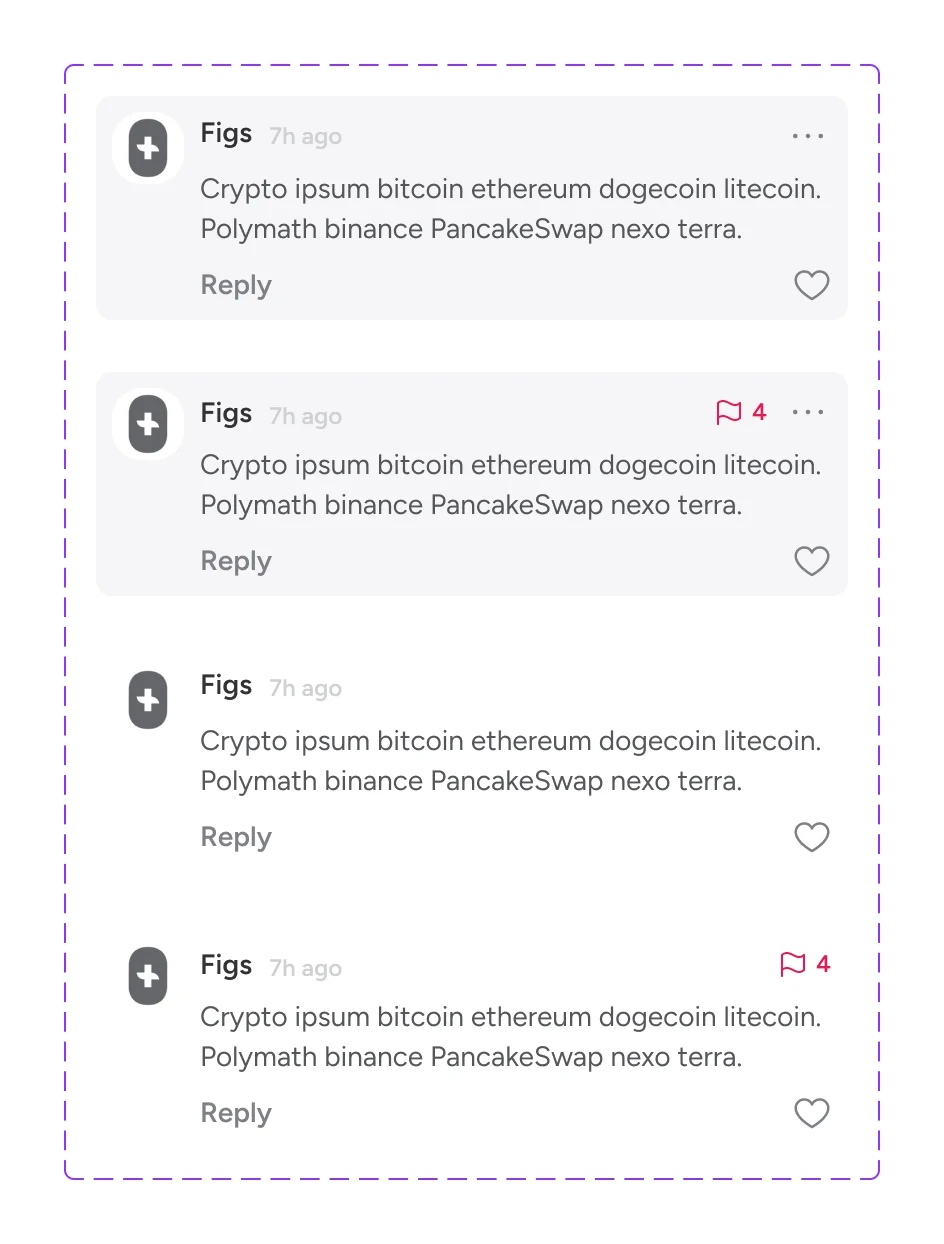 Figs 7h ago
Crypto ipsum bitcoin ethereum dogecoin litecoin.
Polymath binance PancakeSwap nexo terra.
Reply
Figs 7h ago 4
Crypto ipsum bitcoin ethereum dogecoin litecoin.
Polymath binance PancakeSwap nexo terra.
Reply
Figs 7h ago
Crypto ipsum bitcoin ethereum dogecoin litecoin.
Polymath binance PancakeSwap nexo terra.
Reply
Figs 7h ago 4
Crypto ipsum bitcoin ethereum dogecoin litecoin.
Polymath binance PancakeSwap nexo terra.
Reply